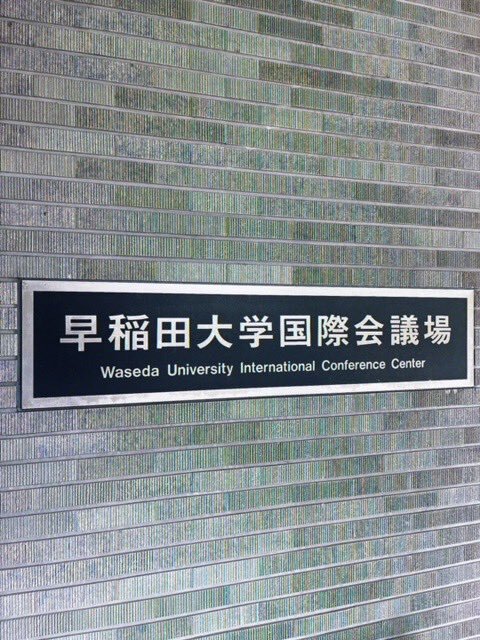 早稲田大学国際会議場
Waseda University International Conference Center